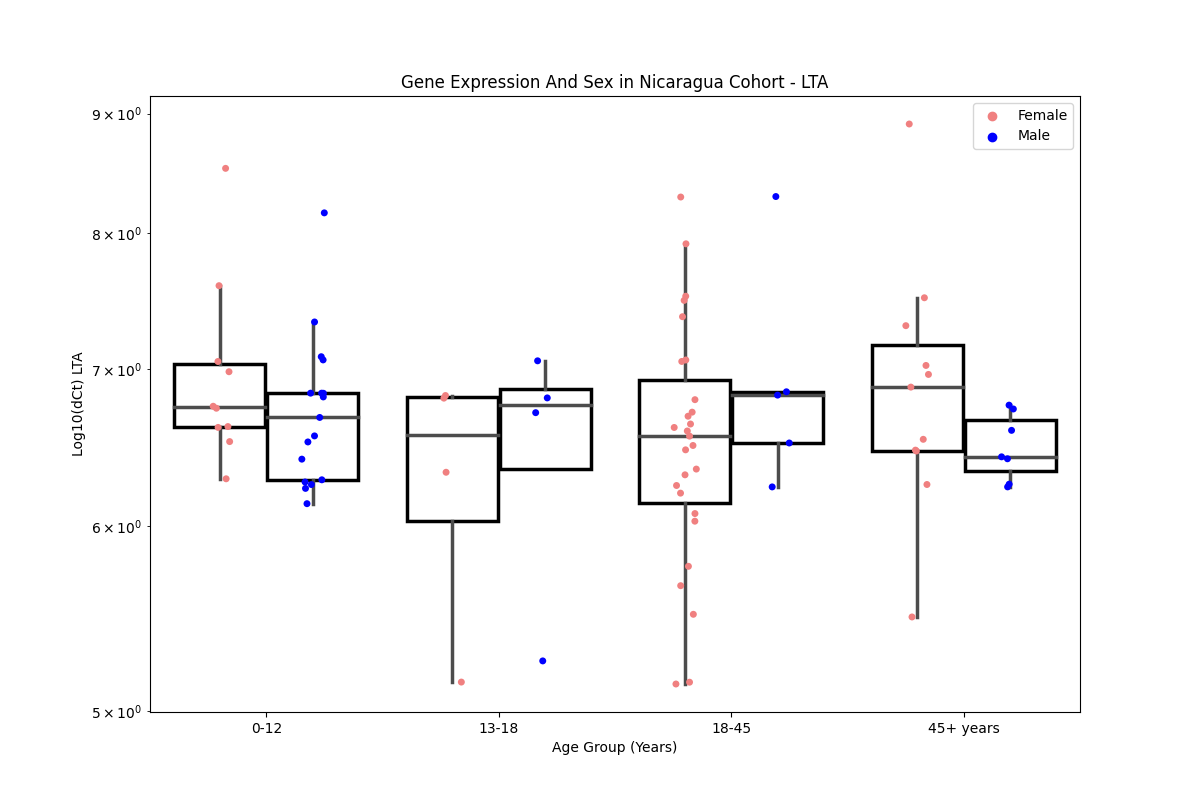 Gene Expression And Sex in Nicaragua Cohort - LTA
Female
Male
9 × 10⁰
8 × 10⁰
7 × 10⁰
6 × 10⁰
5 × 10⁰
Log10(dCt) LTA
0-12
13-18
18-45
45+ years
Age Group (Years)